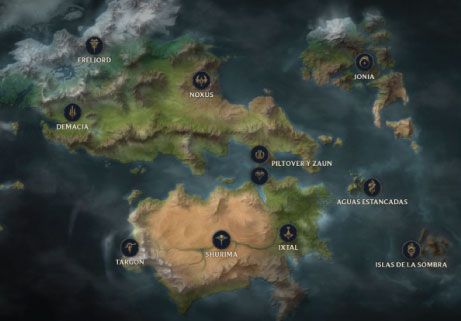 FRELJORD
JONIA
NOXUS
DEMACIA
PILTOVER Y ZAUN
AGUAS ESTANCADAS
IXTAL
TARGON
SHURIMA
ISLAS DE LA SOMBRA